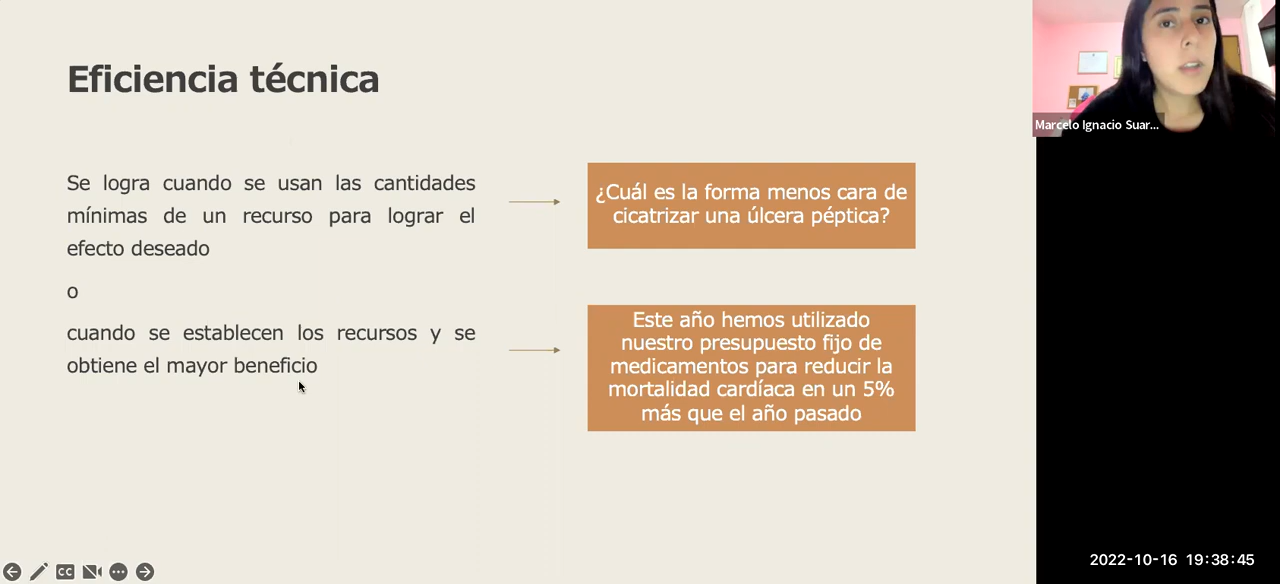 Eficiencia técnica
Se logra cuando se usan las cantidades
mínimas de un recurso para lograr el
efecto deseado
o
cuando se establecen los recursos y se
obtiene el mayor beneficio
¿Cuál es la forma menos cara de
cicatrizar una úlcera péptica?
Este año hemos utilizado
nuestro presupuesto fijo de
medicamentos para reducir la
mortalidad cardíaca en un 5%
más que el año pasado
Marcelo Ignacio Suar...
CC
2022-10-16 19:38:45